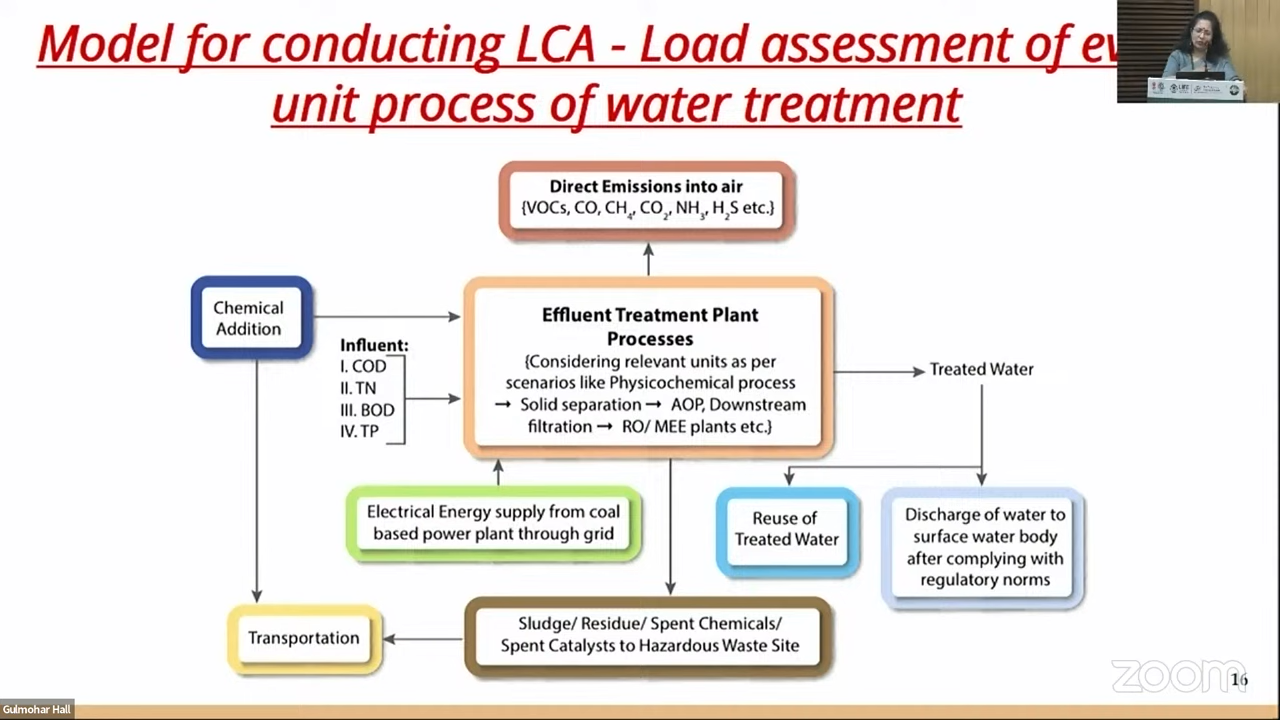 Model for conducting LCA - Load assessment of ev
unit process of water treatment
Direct Emissions into air
{VOCs, CO, CH₄, CO₂, NH₃, H₂S etc.}
Chemical
Addition
Influent:
I. COD
II. TN
III. BOD
IV. TP
Effluent Treatment Plant
Processes
{Considering relevant units as per
scenarios like Physicochemical process
→ Solid separation → AOP, Downstream
filtration → RO/ MEE plants etc.}
Treated Water
Electrical Energy supply from coal
based power plant through grid
Reuse of
Treated Water
Discharge of water to
surface water body
after complying with
regulatory norms
Transportation
Sludge/ Residue/ Spent Chemicals/
Spent Catalysts to Hazardous Waste Site
zoom
16
Gulmohar Hall